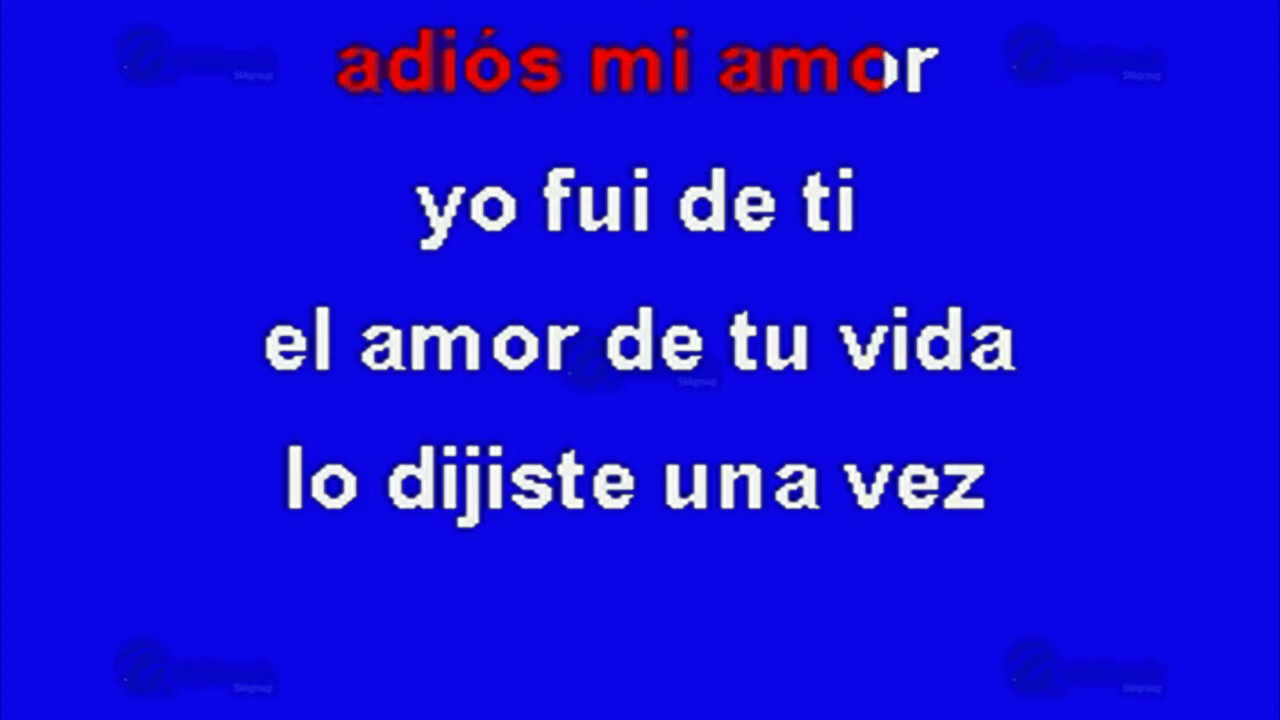 adiós mi amor
yo fui de ti
el amor de tu vida
lo dijiste una vez